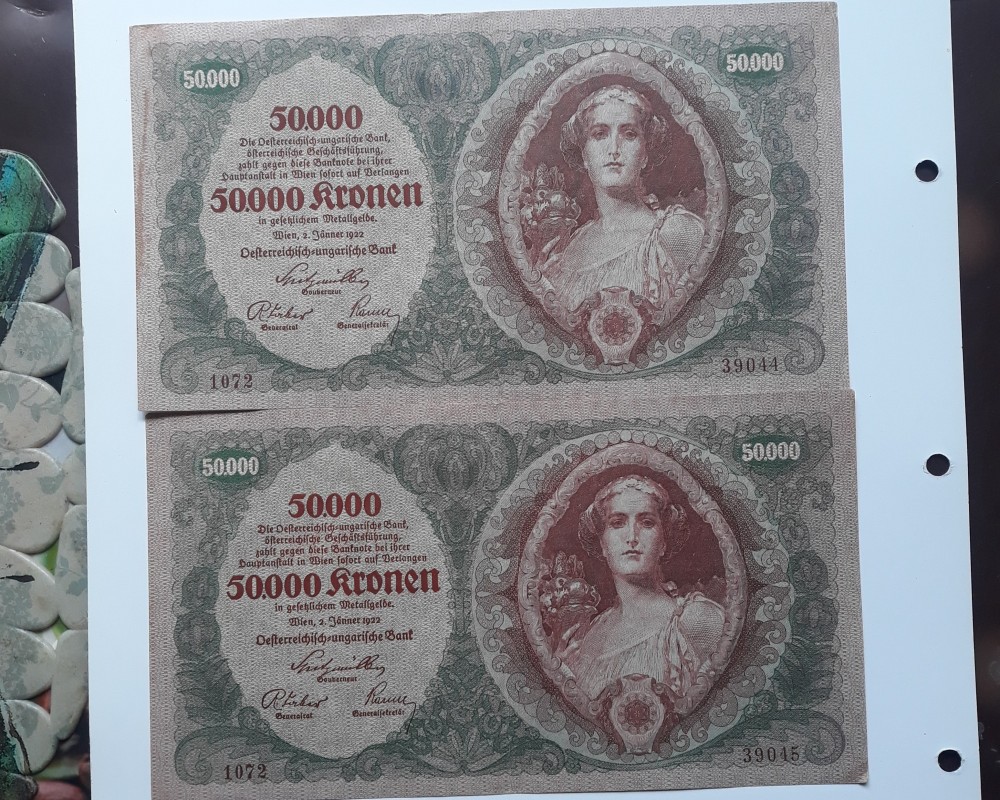 50.000 50.000
50.000
Die Oesterreichisch=ungarische Bank,
österreichische Geschäftsführung,
zahlt gegen diese Banknote bei ihrer
Hauptanstalt in Wien sofort auf Verlangen
50.000 Kronen
in gesetzlichem Metallgelde.
Wien, 2. Jänner 1922
Oesterreichisch=ungarische Bank
Gouverneur
Generalrat Generalsekretär
1072 39044
50.000 50.000
50.000
Die Oesterreichisch=ungarische Bank,
österreichische Geschäftsführung,
zahlt gegen diese Banknote bei ihrer
Hauptanstalt in Wien sofort auf Verlangen
50.000 Kronen
in gesetzlichem Metallgelde.
Wien, 2. Jänner 1922
Oesterreichisch=ungarische Bank
Gouverneur
Generalrat Generalsekretär
1072 39045